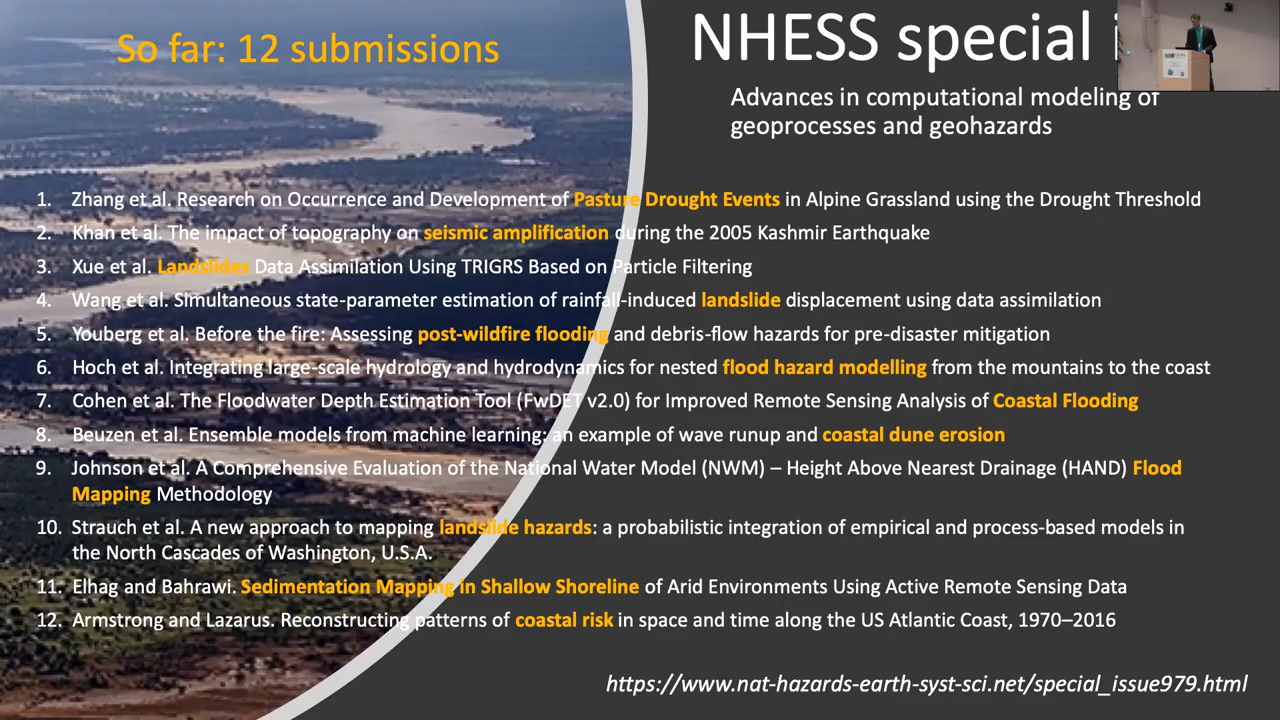 So far: 12 submissions
NHESS special
Advances in computational modeling of
geoprocesses and geohazards
1. Zhang et al. Research on Occurrence and Development of Pasture Drought Events in Alpine Grassland using the Drought Threshold
2. Khan et al. The impact of topography on seismic amplification during the 2005 Kashmir Earthquake
3. Xue et al. Landslides Data Assimilation Using TRIGRS Based on Particle Filtering
4. Wang et al. Simultaneous state-parameter estimation of rainfall-induced landslide displacement using data assimilation
5. Youberg et al. Before the fire: Assessing post-wildfire flooding and debris-flow hazards for pre-disaster mitigation
6. Hoch et al. Integrating large-scale hydrology and hydrodynamics for nested flood hazard modelling from the mountains to the coast
7. Cohen et al. The Floodwater Depth Estimation Tool (FwDET v2.0) for Improved Remote Sensing Analysis of Coastal Flooding
8. Beuzen et al. Ensemble models from machine learning: an example of wave runup and coastal dune erosion
9. Johnson et al. A Comprehensive Evaluation of the National Water Model (NWM) – Height Above Nearest Drainage (HAND) Flood
Mapping Methodology
10. Strauch et al. A new approach to mapping landslide hazards: a probabilistic integration of empirical and process-based models in
the North Cascades of Washington, U.S.A.
11. Elhag and Bahrawi. Sedimentation Mapping in Shallow Shoreline of Arid Environments Using Active Remote Sensing Data
12. Armstrong and Lazarus. Reconstructing patterns of coastal risk in space and time along the US Atlantic Coast, 1970–2016
https://www.nat-hazards-earth-syst-sci.net/special_issue979.html